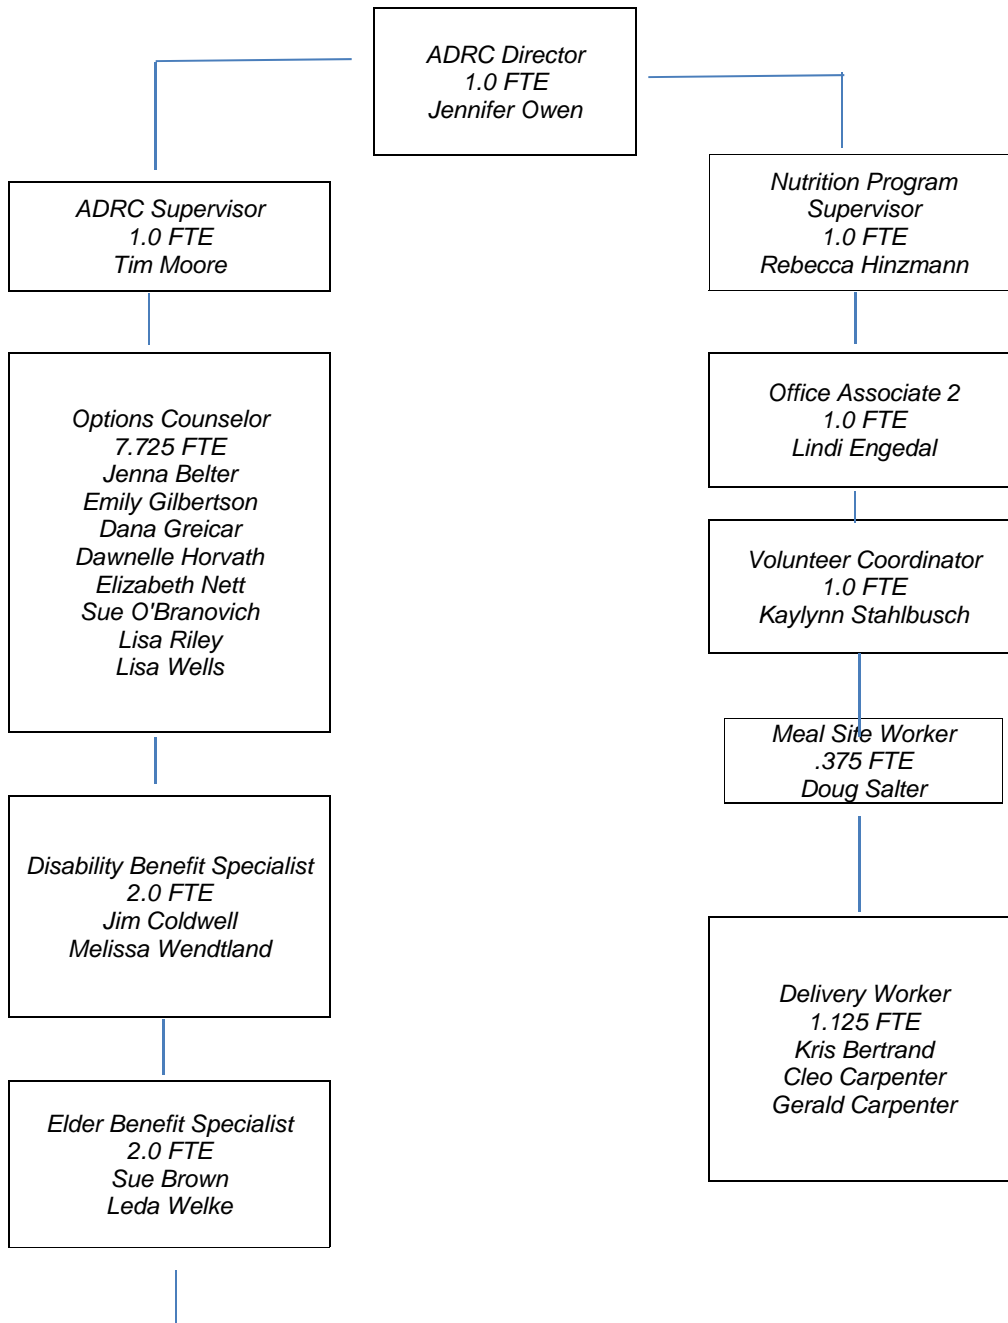 ADRC Director
1.0 FTE
Jennifer Owen
ADRC Supervisor
1.0 FTE
Tim Moore
Options Counselor
7.725 FTE
Jenna Belter
Emily Gilbertson
Dana Greicar
Dawnelle Horvath
Elizabeth Nett
Sue O'Branovich
Lisa Riley
Lisa Wells
Disability Benefit Specialist
2.0 FTE
Jim Coldwell
Melissa Wendtland
Elder Benefit Specialist
2.0 FTE
Sue Brown
Leda Welke
Nutrition Program
Supervisor
1.0 FTE
Rebecca Hinzmann
Office Associate 2
1.0 FTE
Lindi Engedal
Volunteer Coordinator
1.0 FTE
Kaylynn Stahlbusch
Meal Site Worker
.375 FTE
Doug Salter
Delivery Worker
1.125 FTE
Kris Bertrand
Cleo Carpenter
Gerald Carpenter